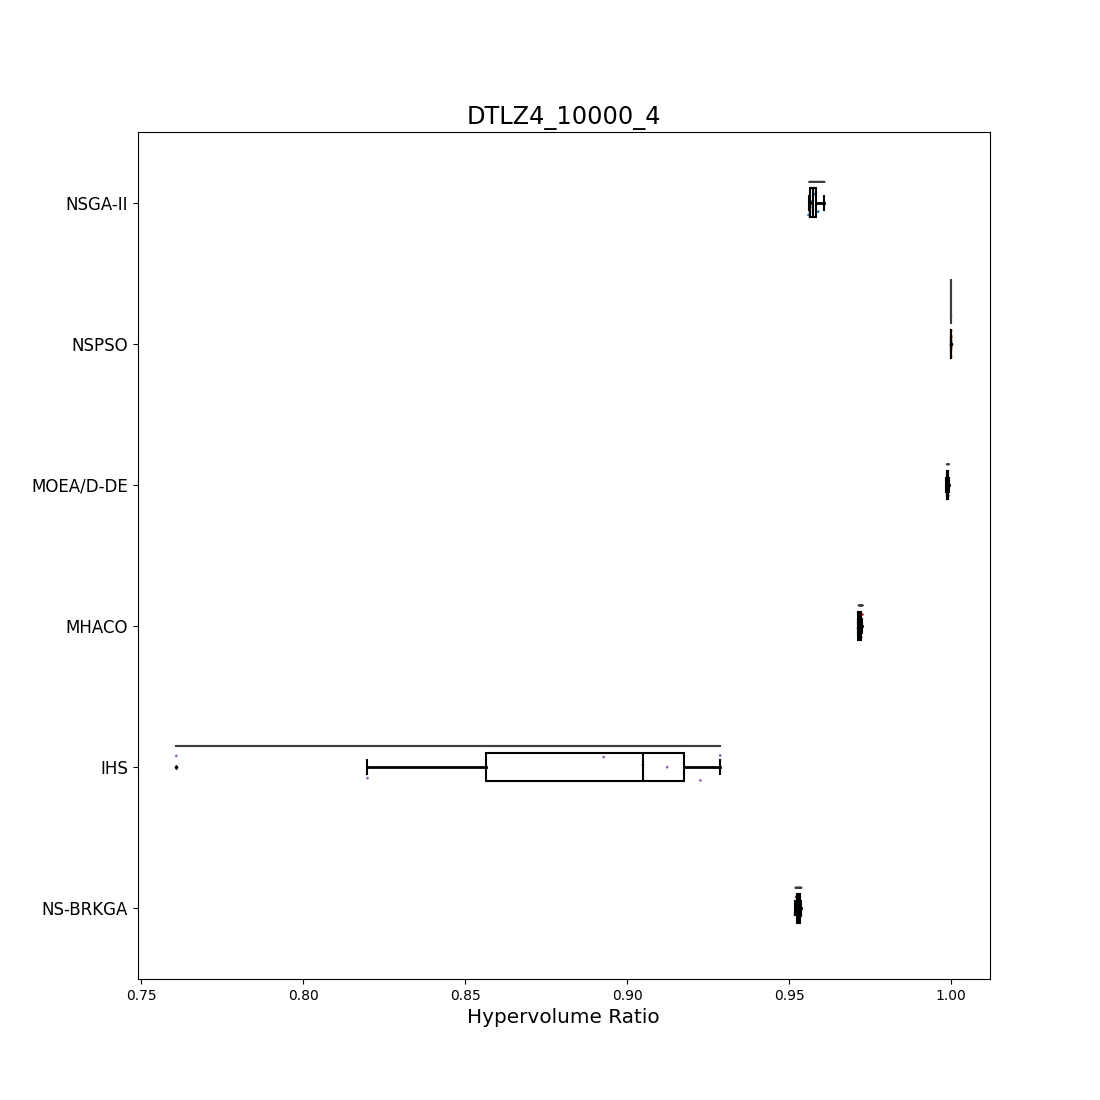 DTLZ4_10000_4
NSGA-II
NSPSO
MOEA/D-DE
MHACO
IHS
NS-BRKGA
0.75 0.80 0.85 0.90 0.95 1.00
Hypervolume Ratio